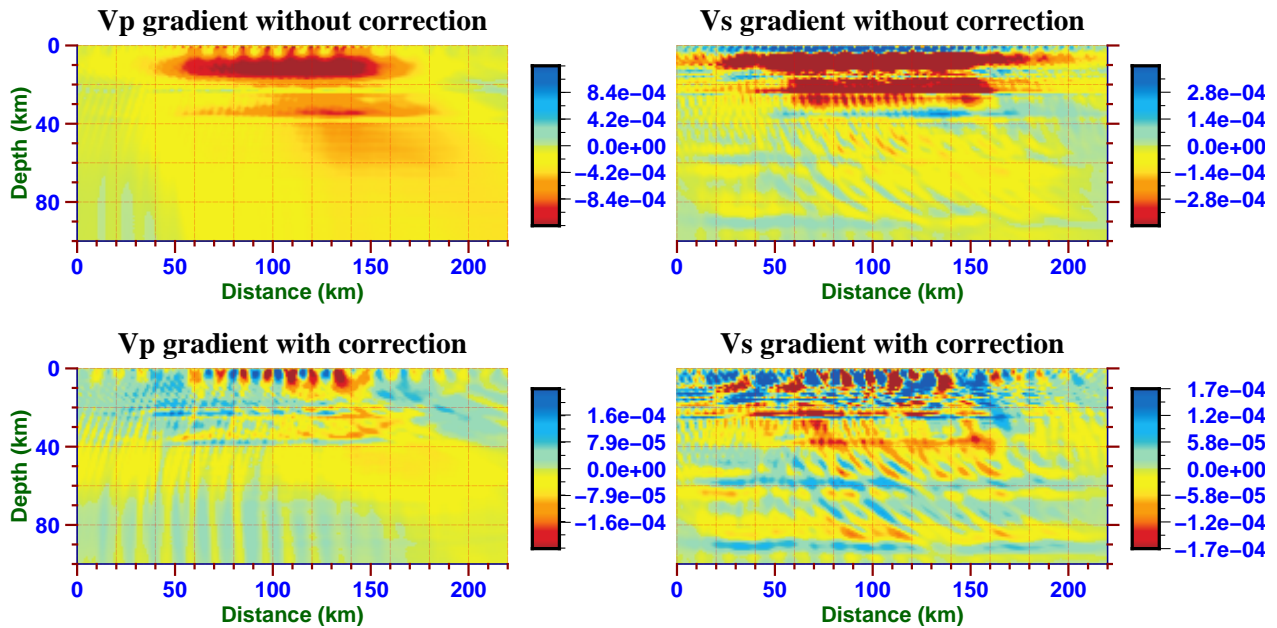 Vp gradient without correction
Vs gradient without correction
0
40
80
Depth (km)
0 50 100 150 200
Distance (km)
8.4e−04
4.2e−04
0.0e+00
−4.2e−04
−8.4e−04
0 50 100 150 200
Distance (km)
2.8e−04
1.4e−04
0.0e+00
−1.4e−04
−2.8e−04
Vp gradient with correction
Vs gradient with correction
0
40
80
Depth (km)
0 50 100 150 200
Distance (km)
1.6e−04
7.9e−05
0.0e+00
−7.9e−05
−1.6e−04
0 50 100 150 200
Distance (km)
1.7e−04
1.2e−04
5.8e−05
0.0e+00
−5.8e−05
−1.2e−04
−1.7e−04